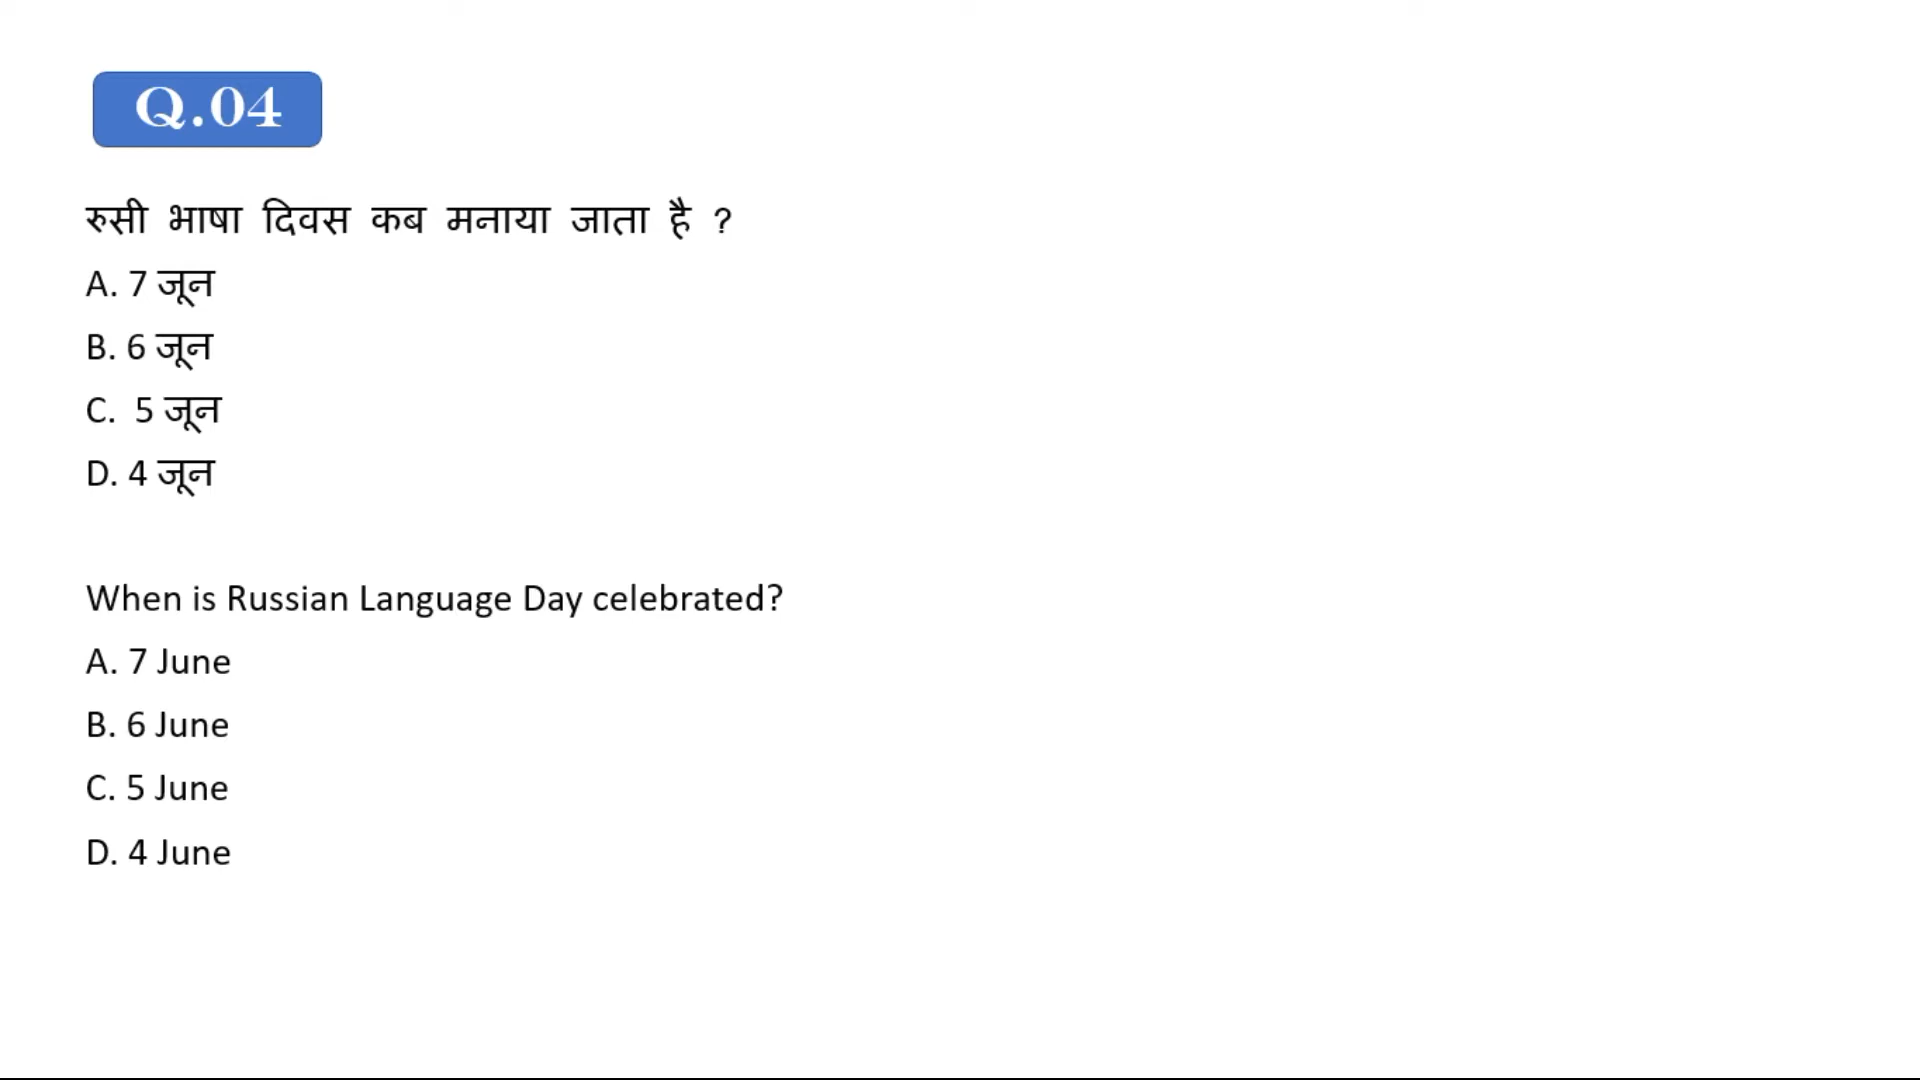 Q.04
रुसी भाषा दिवस कब मनाया जाता है ?
A. 7 जून
B. 6 जून
C. 5 जून
D. 4 जून
When is Russian Language Day celebrated?
A. 7 June
B. 6 June
C. 5 June
D. 4 June